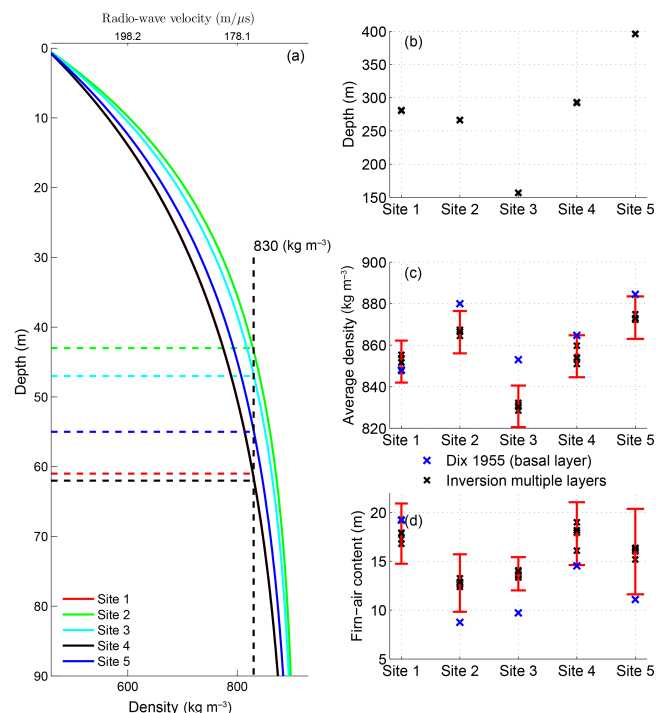 Radio-wave velocity (m/μs)
198.2 178.1
(a)
0
10
20
30
40
50
60
70
80
90
Depth (m)
830 (kg m⁻³)
Site 1
Site 2
Site 3
Site 4
Site 5
600 800
Density (kg m⁻³)
(b)
400
350
300
250
200
150
Depth (m)
Site 1 Site 2 Site 3 Site 4 Site 5
(c)
900
880
860
840
820
Average density (kg m⁻³)
Site 1 Site 2 Site 3 Site 4 Site 5
Dix 1955 (basal layer)
Inversion multiple layers
(d)
20
15
10
5
Firn−air content (m)
Site 1 Site 2 Site 3 Site 4 Site 5